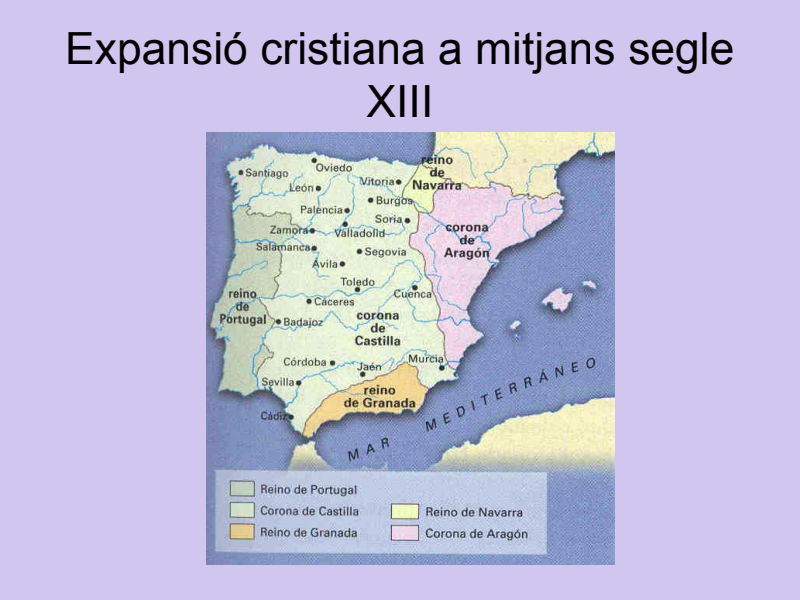 Expansió cristiana a mitjans segle
XIII
reino
de
Navarra
Santiago
Oviedo
León
Vitoria
Burgos
Palencia
Soria
Zamora
Valladolid
corona
de
Aragón
Salamanca
Segovia
Ávila
Toledo
Cuenca
reino
de
Portugal
Cáceres
Badajoz
corona
de
Castilla
Córdoba
Jaén
Murcia
Sevilla
reino
de Granada
Cádiz
MAR MEDITERRÁNEO
Reino de Portugal
Corona de Castilla
Reino de Navarra
Reino de Granada
Corona de Aragón